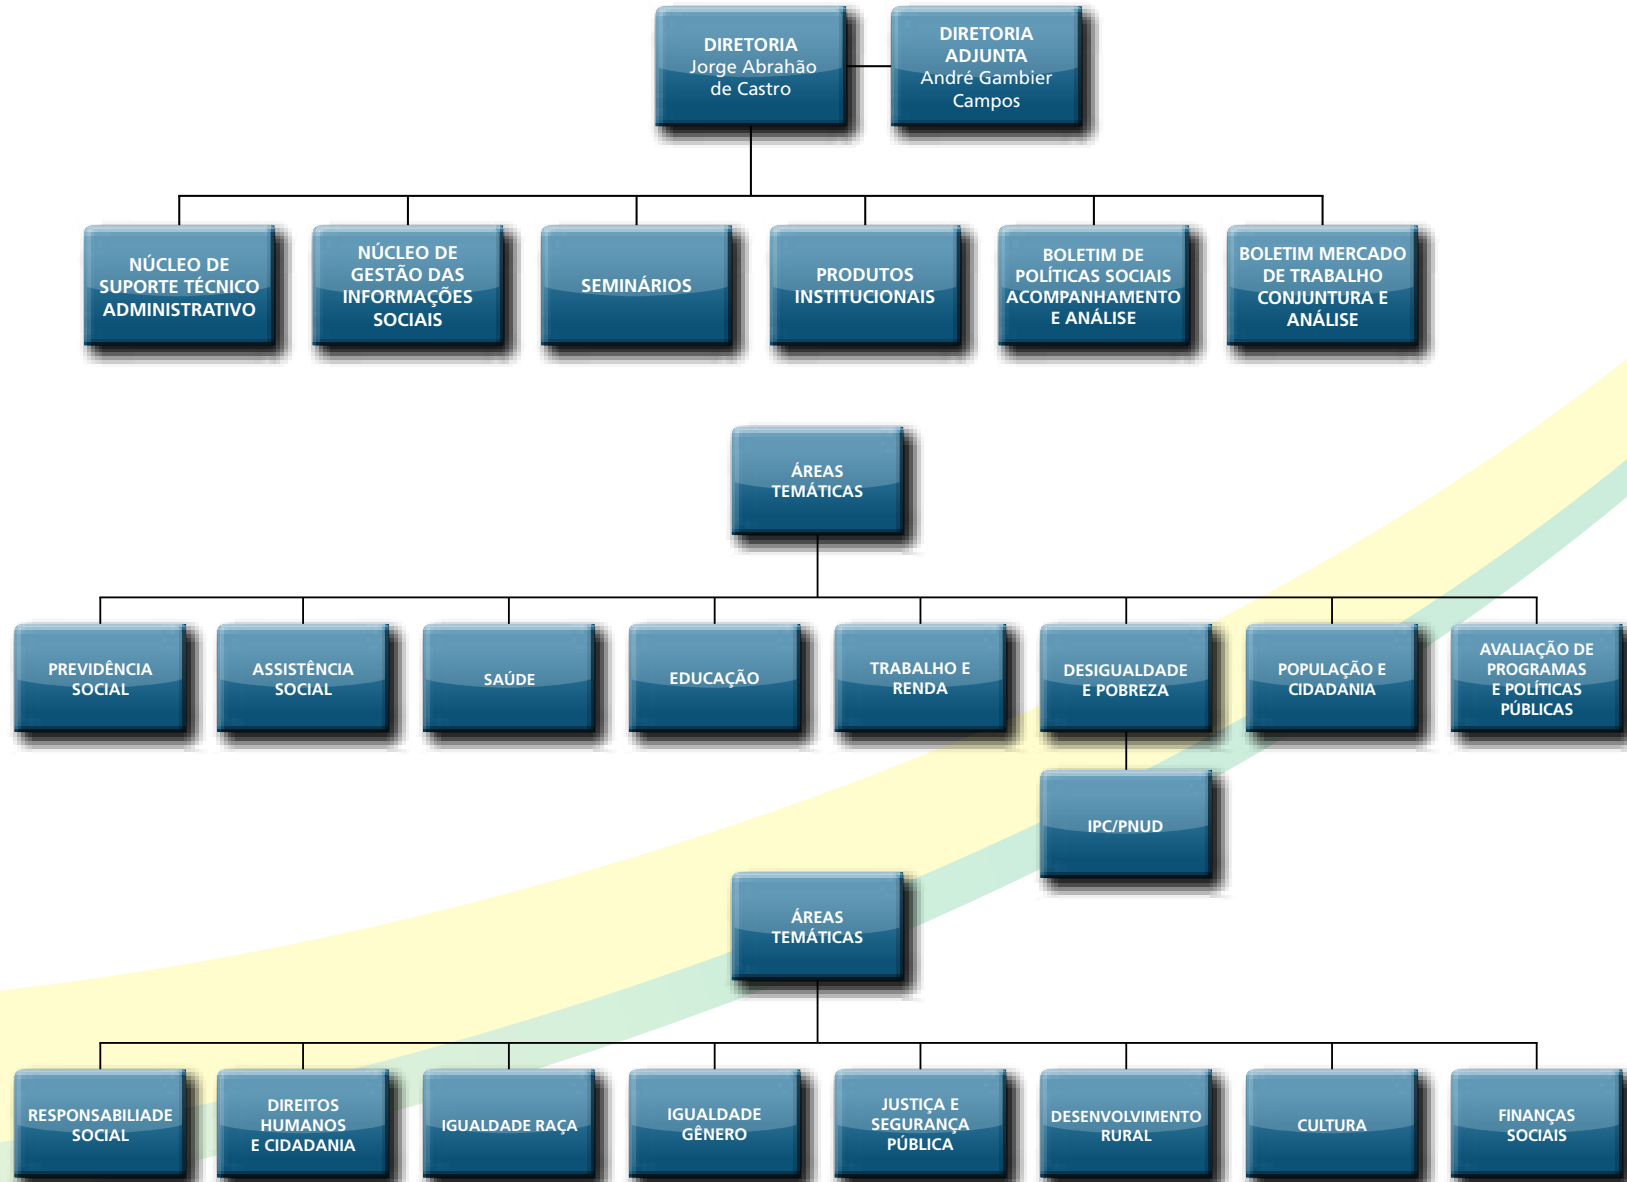 DIRETORIA
Jorge Abrahão
de Castro
DIRETORIA
ADJUNTA
André Gambier
Campos
NÚCLEO DE
SUPORTE TÉCNICO
ADMINISTRATIVO
NÚCLEO DE
GESTÃO DAS
INFORMAÇÕES
SOCIAIS
SEMINÁRIOS
PRODUTOS
INSTITUCIONAIS
BOLETIM DE
POLÍTICAS SOCIAIS
ACOMPANHAMENTO
E ANÁLISE
BOLETIM MERCADO
DE TRABALHO
CONJUNTURA E
ANÁLISE
ÁREAS
TEMÁTICAS
PREVIDÊNCIA
SOCIAL
ASSISTÊNCIA
SOCIAL
SAÚDE
EDUCAÇÃO
TRABALHO E
RENDA
DESIGUALDADE
E POBREZA
POPULAÇÃO E
CIDADANIA
AVALIAÇÃO DE
PROGRAMAS
E POLÍTICAS
PÚBLICAS
IPC/PNUD
ÁREAS
TEMÁTICAS
RESPONSABILIADE
SOCIAL
DIREITOS
HUMANOS
E CIDADANIA
IGUALDADE RAÇA
IGUALDADE
GÊNERO
JUSTIÇA E
SEGURANÇA
PÚBLICA
DESENVOLVIMENTO
RURAL
CULTURA
FINANÇAS
SOCIAIS